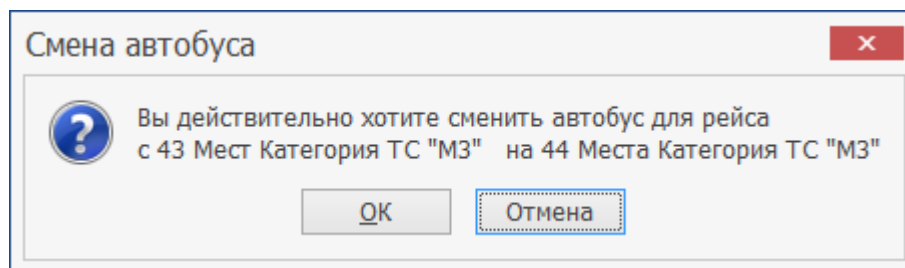 Смена автобуса
Вы действительно хотите сменить автобус для рейса
с 43 Мест Категория ТС "М3" на 44 Места Категория ТС "М3"
ОК
Отмена